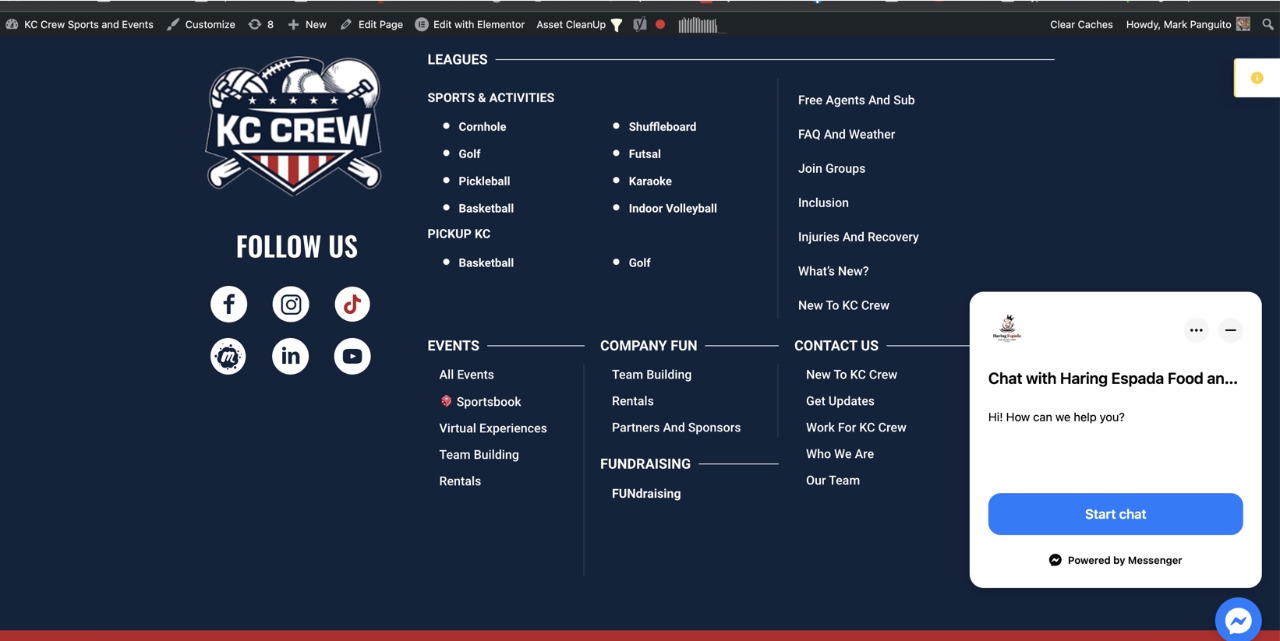 KC Crew Sports and Events Customize 8 New Edit Page Edit with Elementor Asset CleanUp Clear Caches Howdy, Mark Panguito
KC CREW
FOLLOW US
LEAGUES
SPORTS & ACTIVITIES
Cornhole
Golf
Pickleball
Basketball
Shuffleboard
Futsal
Karaoke
Indoor Volleyball
PICKUP KC
Basketball
Golf
Free Agents And Sub
FAQ And Weather
Join Groups
Inclusion
Injuries And Recovery
What's New?
New To KC Crew
EVENTS
All Events
Sportsbook
Virtual Experiences
Team Building
Rentals
COMPANY FUN
Team Building
Rentals
Partners And Sponsors
FUNDRAISING
FUNdraising
CONTACT US
New To KC Crew
Get Updates
Work For KC Crew
Who We Are
Our Team
Haring Espada
Chat with Haring Espada Food an...
Hi! How can we help you?
Start chat
Powered by Messenger